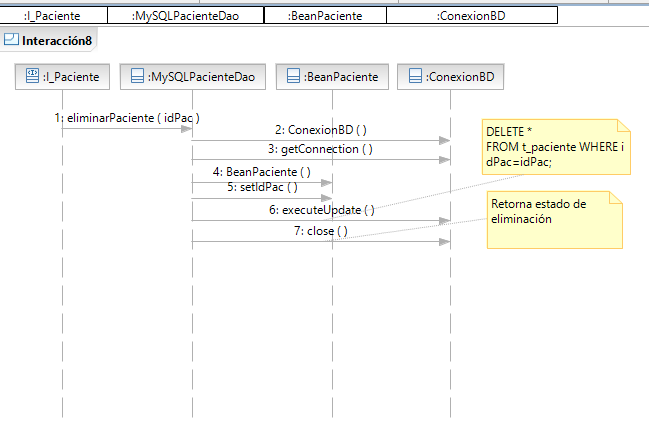 :I_Paciente :MySQLPacienteDao :BeanPaciente :ConexionBD
Interacción8
:I_Paciente :MySQLPacienteDao :BeanPaciente :ConexionBD
1: eliminarPaciente ( idPac )
2: ConexionBD ( )
3: getConnection ( )
4: BeanPaciente ( )
5: setIdPac ( )
6: executeUpdate ( )
7: close ( )
DELETE *
FROM t_paciente WHERE i
dPac=idPac;
Retorna estado de
eliminación